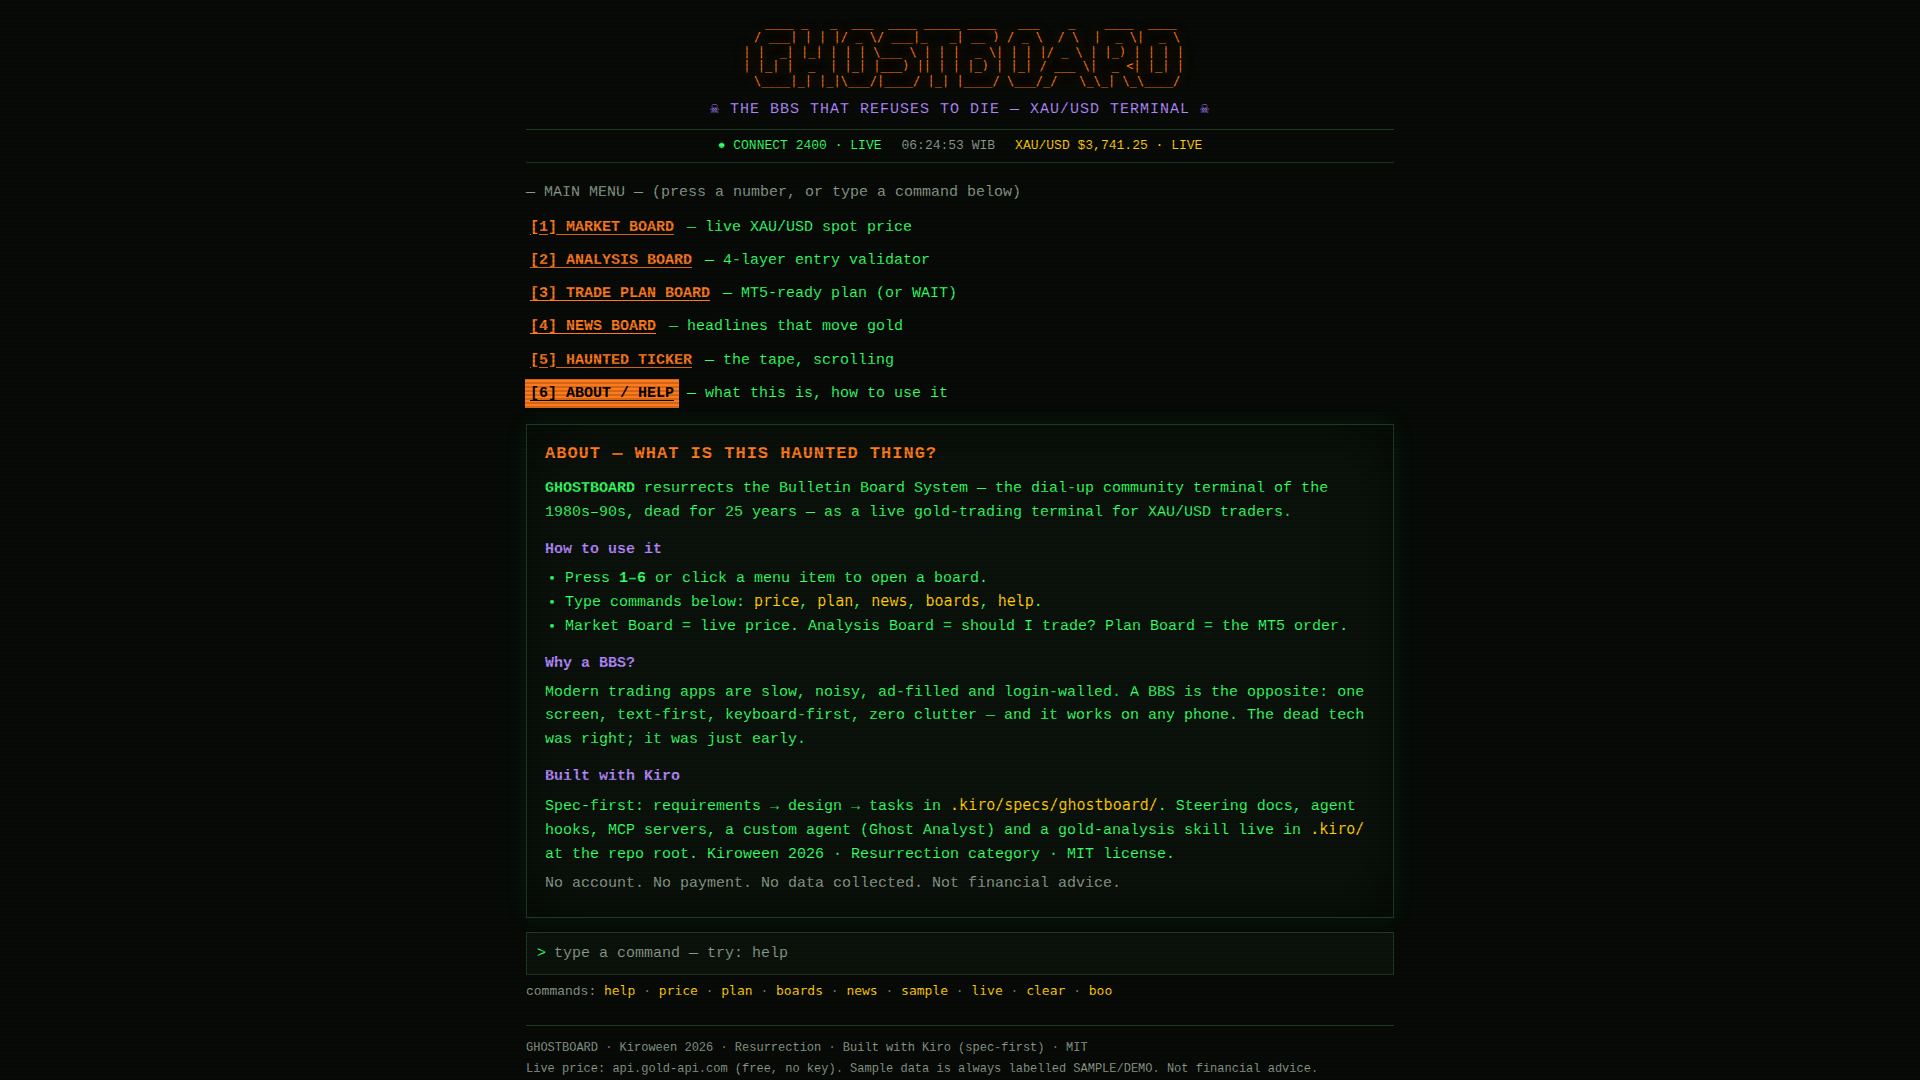 GHOSTBOARD
☠ THE BBS THAT REFUSES TO DIE — XAU/USD TERMINAL ☠
● CONNECT 2400 · LIVE 06:24:53 WIB XAU/USD $3,741.25 · LIVE
— MAIN MENU — (press a number, or type a command below)
[1] MARKET BOARD — live XAU/USD spot price
[2] ANALYSIS BOARD — 4-layer entry validator
[3] TRADE PLAN BOARD — MT5-ready plan (or WAIT)
[4] NEWS BOARD — headlines that move gold
[5] HAUNTED TICKER — the tape, scrolling
[6] ABOUT / HELP — what this is, how to use it
ABOUT — WHAT IS THIS HAUNTED THING?
GHOSTBOARD resurrects the Bulletin Board System — the dial-up community terminal of the
1980s–90s, dead for 25 years — as a live gold-trading terminal for XAU/USD traders.
How to use it
• Press 1–6 or click a menu item to open a board.
• Type commands below: price, plan, news, boards, help.
• Market Board = live price. Analysis Board = should I trade? Plan Board = the MT5 order.
Why a BBS?
Modern trading apps are slow, noisy, ad-filled and login-walled. A BBS is the opposite: one
screen, text-first, keyboard-first, zero clutter — and it works on any phone. The dead tech
was right; it was just early.
Built with Kiro
Spec-first: requirements → design → tasks in .kiro/specs/ghostboard/. Steering docs, agent
hooks, MCP servers, a custom agent (Ghost Analyst) and a gold-analysis skill live in .kiro/
at the repo root. Kiroween 2026 · Resurrection category · MIT license.
No account. No payment. No data collected. Not financial advice.
> type a command — try: help
commands: help · price · plan · boards · news · sample · live · clear · boo
GHOSTBOARD · Kiroween 2026 · Resurrection · Built with Kiro (spec-first) · MIT
Live price: api.gold-api.com (free, no key). Sample data is always labelled SAMPLE/DEMO. Not financial advice.